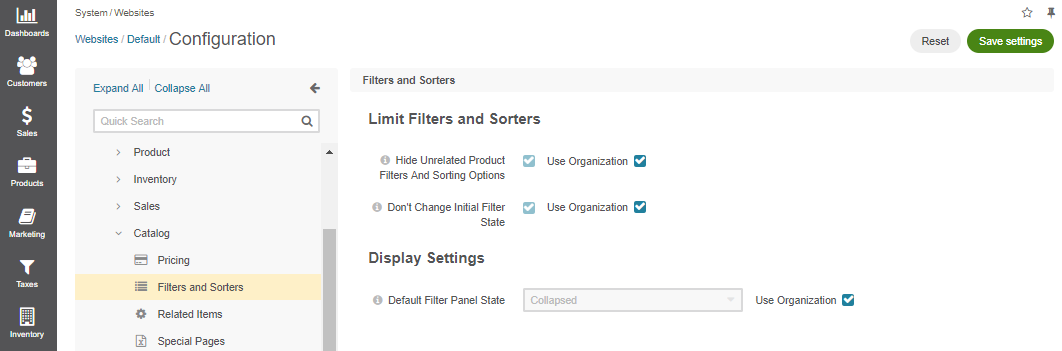 System / Websites
Websites / Default / Configuration
Reset
Save settings
Dashboards
Customers
Sales
Products
Marketing
Taxes
Inventory
Expand All
Collapse All
Quick Search
Product
Inventory
Sales
Catalog
Pricing
Filters and Sorters
Related Items
Special Pages
Filters and Sorters
Limit Filters and Sorters
Hide Unrelated Product
Filters And Sorting Options
Use Organization
Don't Change Initial Filter
State
Use Organization
Display Settings
Default Filter Panel State
Collapsed
Use Organization